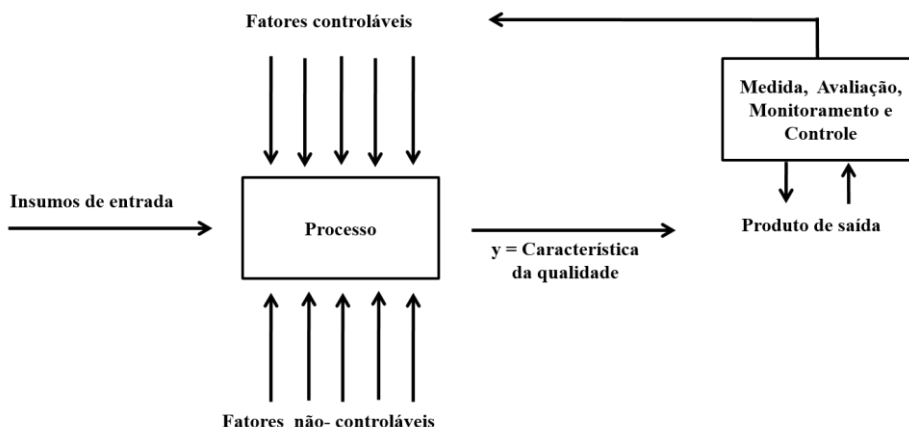 Fatores controláveis
Medida, Avaliação,
Monitoramento e
Controle
Insumos de entrada
Processo
Produto de saída
y = Característica
da qualidade
Fatores não- controláveis